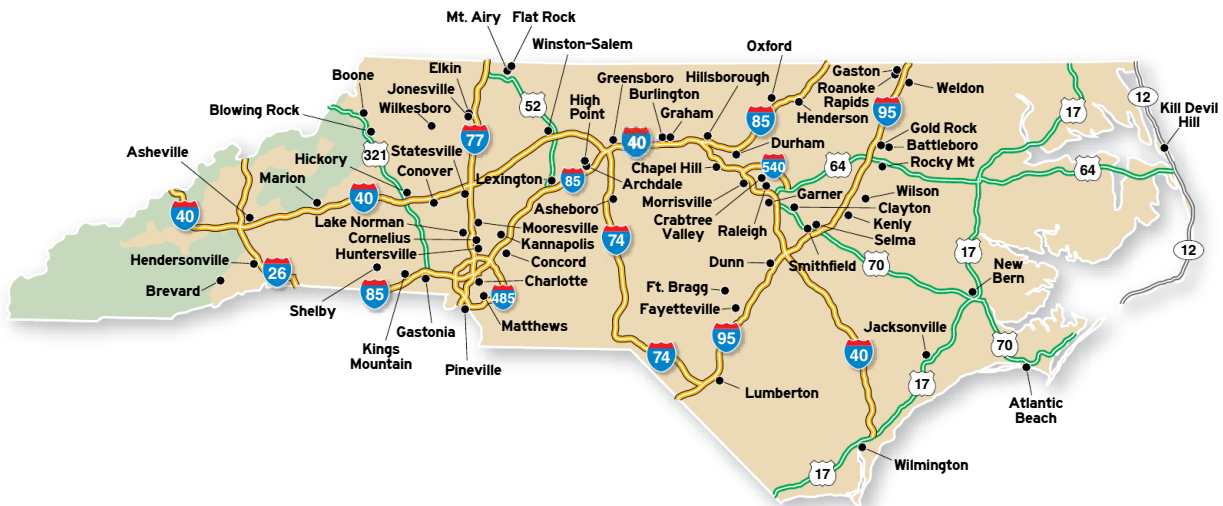 Mt. Airy
Flat Rock
Winston-Salem
Oxford
Elkin
Boone
Jonesville
Wilkesboro
Blowing Rock
52
High
Point
Greensboro
Burlington
Graham
Hillsborough
85
Gaston
Roanoke
Rapids
Henderson
Weldon
95
17
12
Kill Devil
Hill
77
40
Durham
Gold Rock
Battleboro
Rocky Mt
321
Asheville
Hickory
Statesville
Conover
Marion
Lexington
85
Archdale
Chapel Hill
540
64
64
40
40
Asheboro
Morrisville
Crabtree
Valley
Raleigh
Garner
Wilson
Clayton
Kenly
Selma
Lake Norman
Cornelius
Huntersville
Mooresville
Kannapolis
Concord
Charlotte
74
Dunn
Smithfield
70
17
12
Hendersonville
26
Brevard
Shelby
85
485
Matthews
Ft. Bragg
Fayetteville
New
Bern
Gastonia
Kings
Mountain
Pineville
95
74
40
Jacksonville
70
17
Lumberton
Atlantic
Beach
Wilmington
17